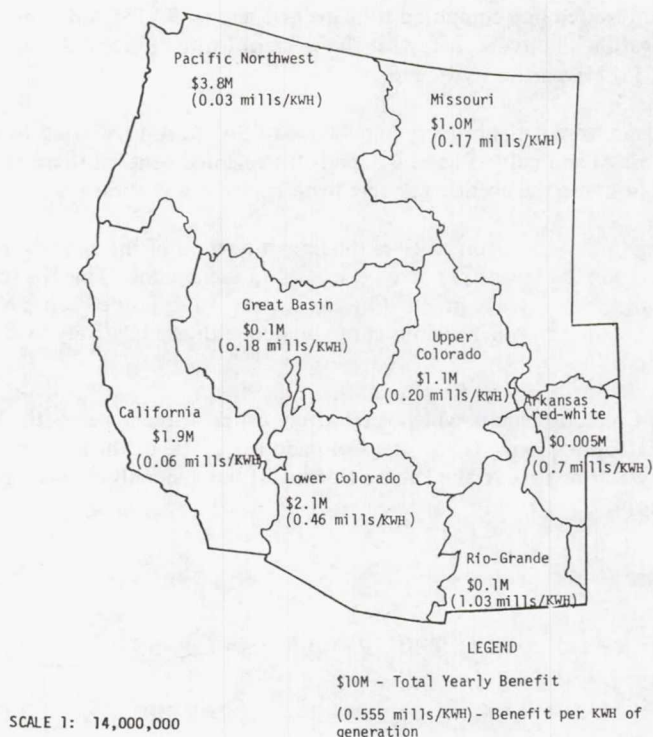 Pacific Northwest
$3.8M
(0.03 mills/KWH)
Missouri
$1.0M
(0.17 mills/KWH)
Great Basin
$0.1M
(0.18 mills/KWH)
Upper
Colorado
$1.1M
(0.20 mills/KWH)
Arkansas
red-white
$0.005M
(0.7 mills/KWH)
California
$1.9M
(0.06 mills/KWH)
Lower Colorado
$2.1M
(0.46 mills/KWH)
Rio-Grande
$0.1M
(1.03 mills/KWH)
LEGEND
$10M - Total Yearly Benefit
(0.555 mills/KWH)- Benefit per KWH of
generation
SCALE 1: 14,000,000